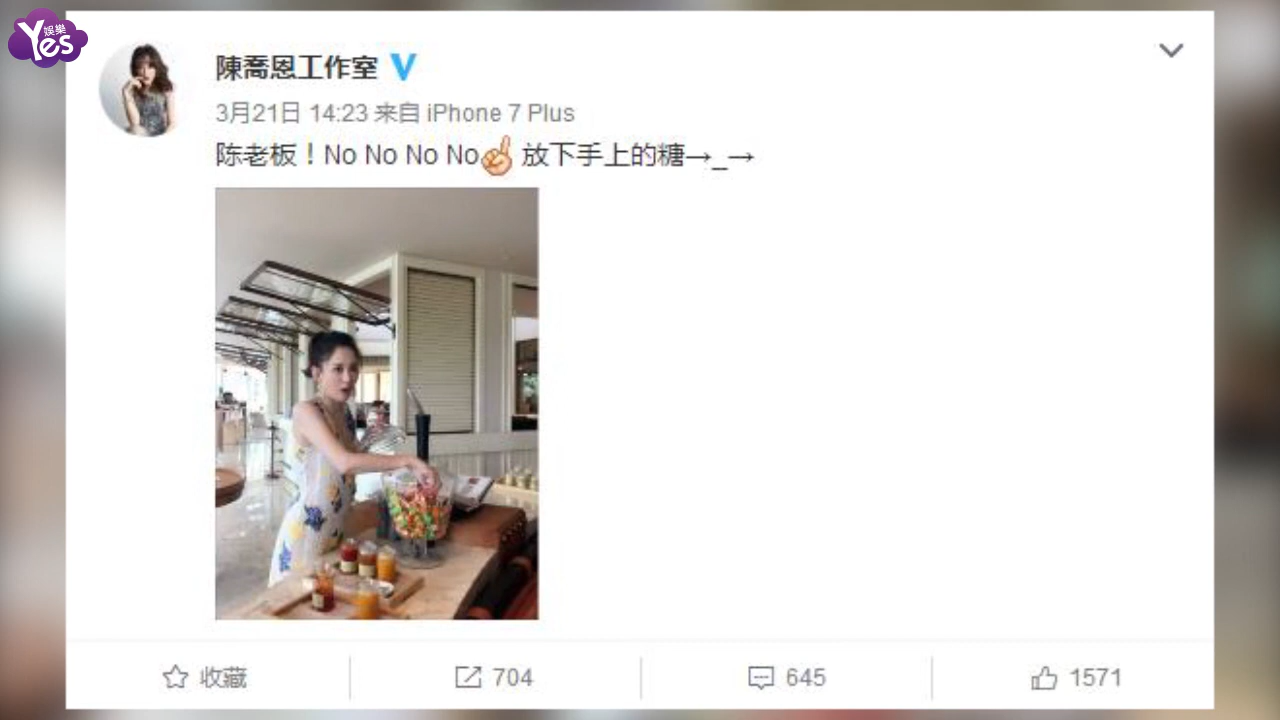 Yes 娛樂
陳喬恩工作室
3月21日 14:23 来自 iPhone 7 Plus
陈老板！No No No No☝放下手上的糖→_→
收藏
704
645
1571